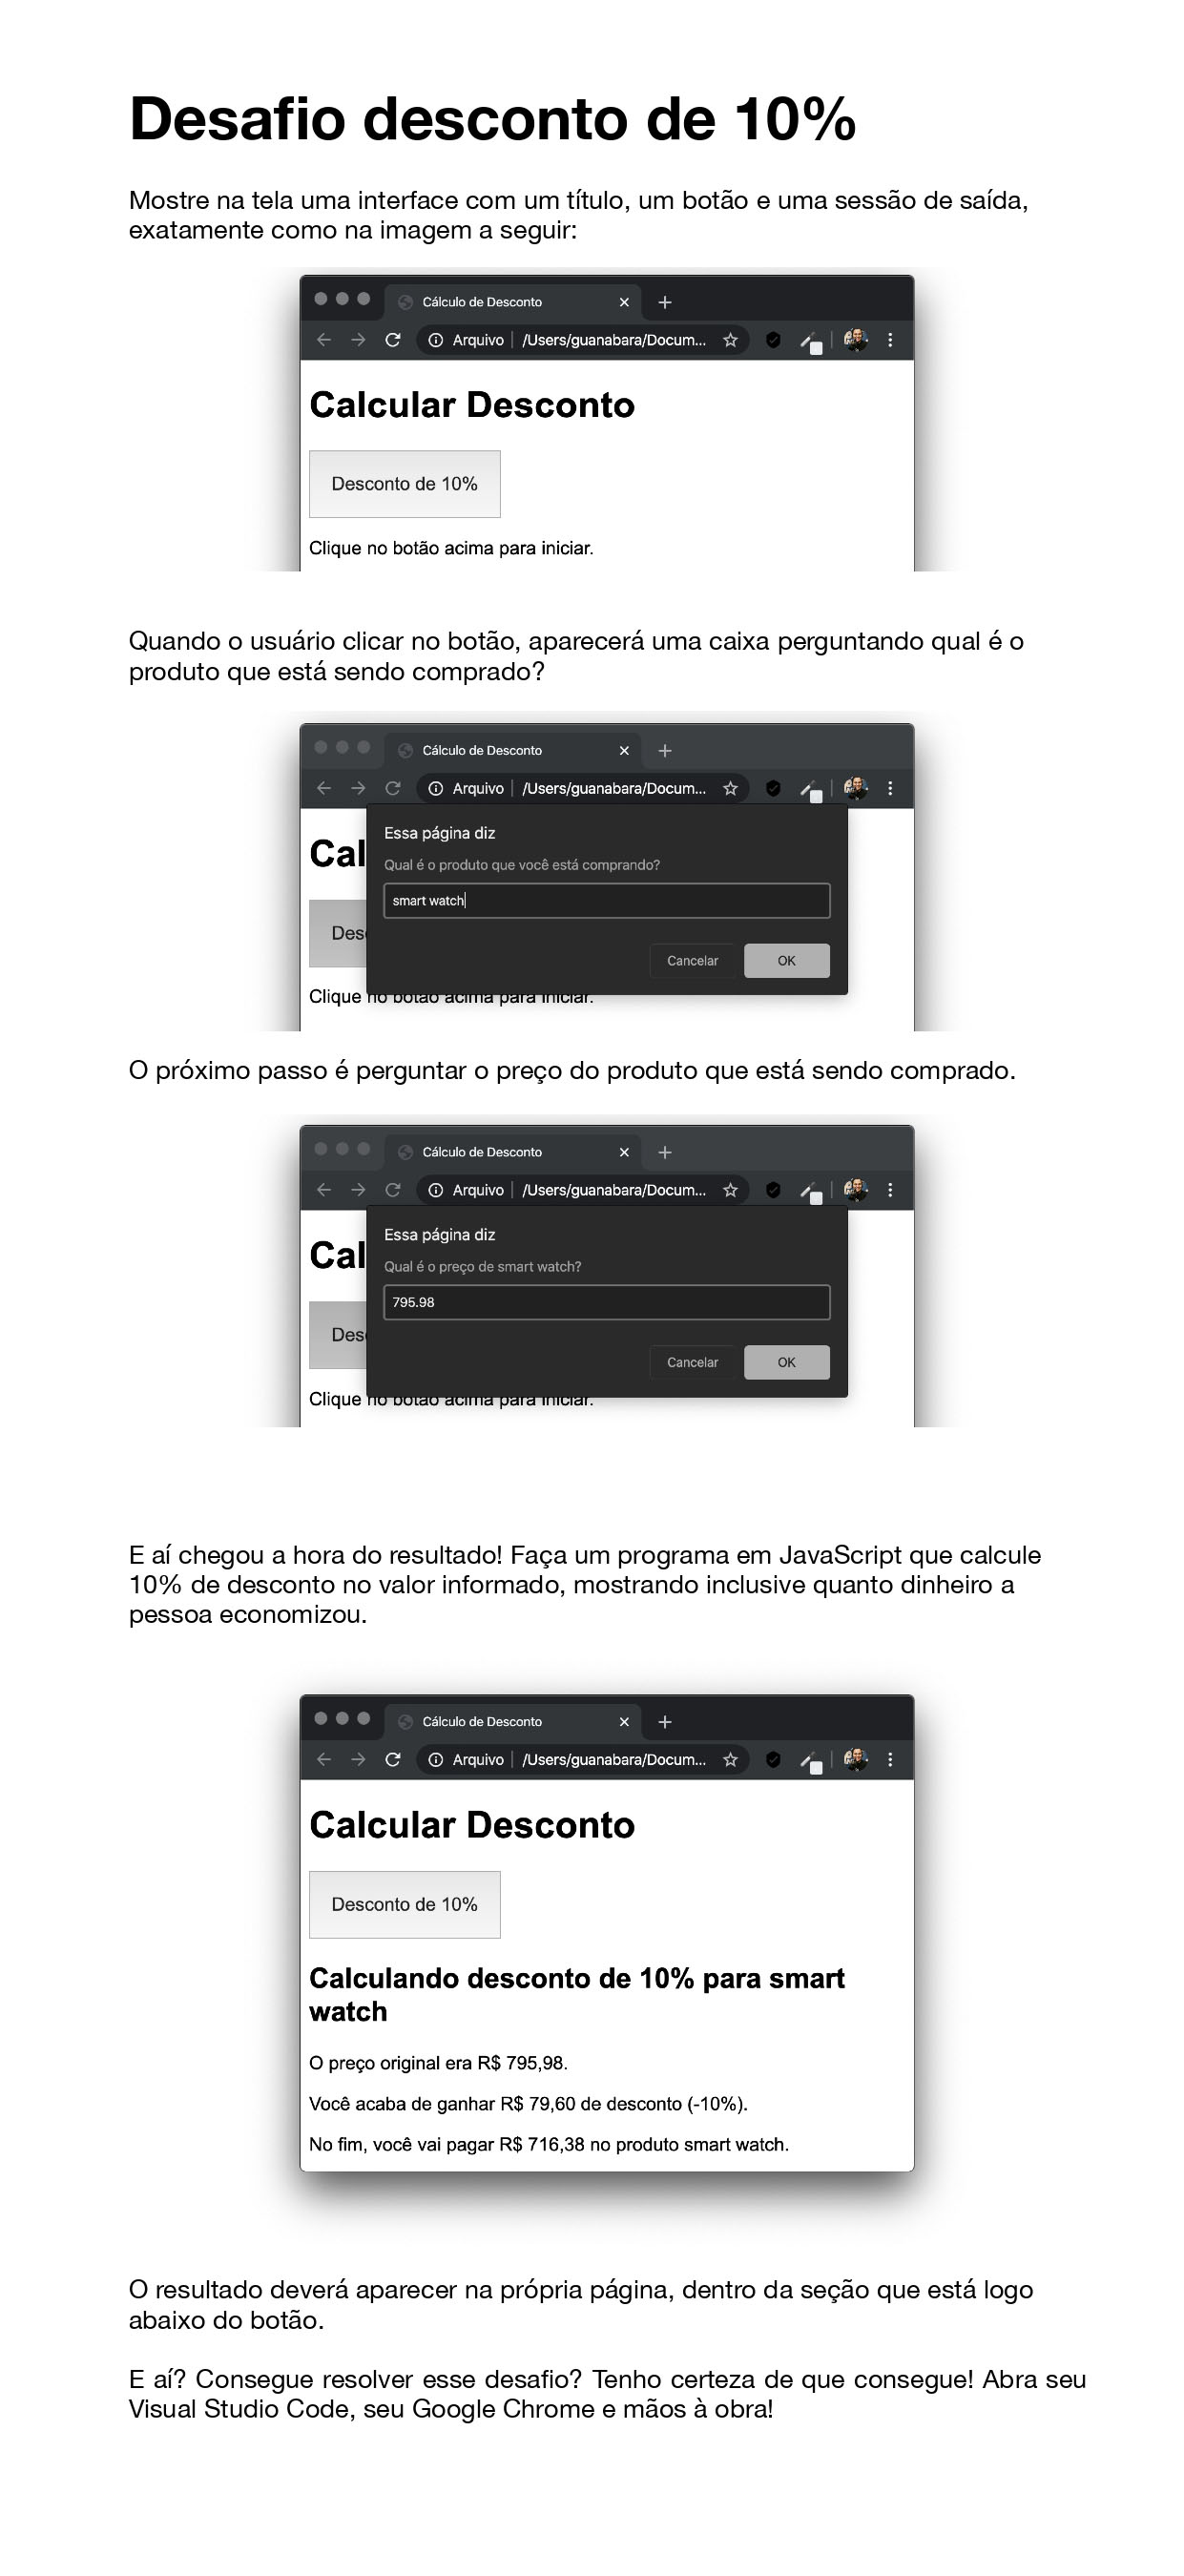 Desafio desconto de 10%
Mostre na tela uma interface com um título, um botão e uma sessão de saída,
exatamente como na imagem a seguir:
Cálculo de Desconto
Arquivo | /Users/guanabara/Docum...
Calcular Desconto
Desconto de 10%
Clique no botão acima para iniciar.
Quando o usuário clicar no botão, aparecerá uma caixa perguntando qual é o
produto que está sendo comprado?
Cálculo de Desconto
Arquivo | /Users/guanabara/Docum...
Cal
Essa página diz
Qual é o produto que você está comprando?
smart watch
Des
Cancelar OK
Clique no botão acima para iniciar.
O próximo passo é perguntar o preço do produto que está sendo comprado.
Cálculo de Desconto
Arquivo | /Users/guanabara/Docum...
Cal
Essa página diz
Qual é o preço de smart watch?
795.98
Des
Cancelar OK
Clique no botão acima para iniciar.
E aí chegou a hora do resultado! Faça um programa em JavaScript que calcule
10% de desconto no valor informado, mostrando inclusive quanto dinheiro a
pessoa economizou.
Cálculo de Desconto
Arquivo | /Users/guanabara/Docum...
Calcular Desconto
Desconto de 10%
Calculando desconto de 10% para smart
watch
O preço original era R$ 795,98.
Você acaba de ganhar R$ 79,60 de desconto (-10%).
No fim, você vai pagar R$ 716,38 no produto smart watch.
O resultado deverá aparecer na própria página, dentro da seção que está logo
abaixo do botão.
E aí? Consegue resolver esse desafio? Tenho certeza de que consegue! Abra seu
Visual Studio Code, seu Google Chrome e mãos à obra!